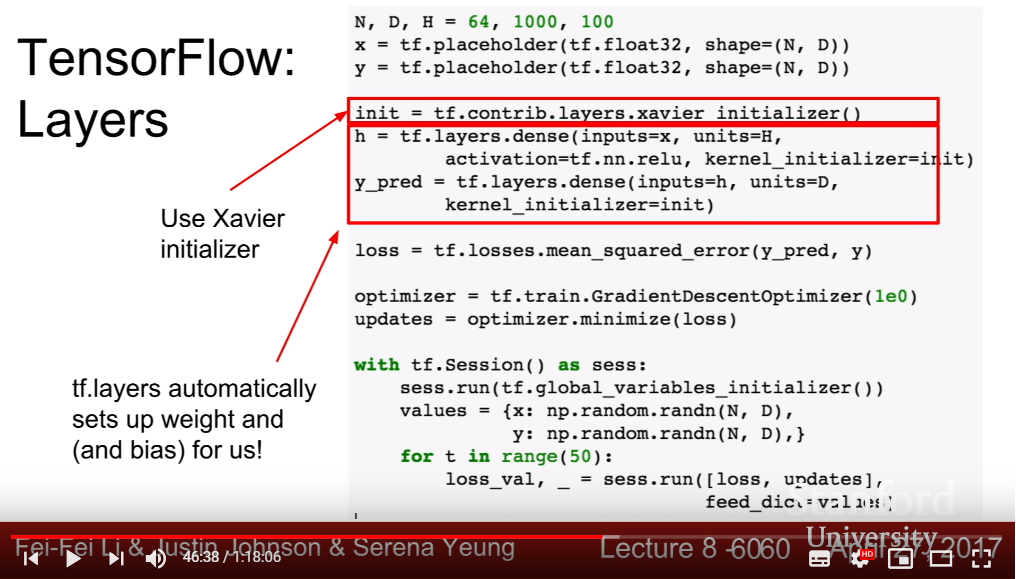 TensorFlow:
Layers
N, D, H = 64, 1000, 100
x = tf.placeholder(tf.float32, shape=(N, D))
y = tf.placeholder(tf.float32, shape=(N, D))
init = tf.contrib.layers.xavier_initializer()
h = tf.layers.dense(inputs=x, units=H,
activation=tf.nn.relu, kernel_initializer=init)
y_pred = tf.layers.dense(inputs=h, units=D,
kernel_initializer=init)
Use Xavier
initializer
loss = tf.losses.mean_squared_error(y_pred, y)
optimizer = tf.train.GradientDescentOptimizer(1e0)
updates = optimizer.minimize(loss)
tf.layers automatically
sets up weight and
(and bias) for us!
with tf.Session() as sess:
sess.run(tf.global_variables_initializer())
values = {x: np.random.randn(N, D),
y: np.random.randn(N, D),}
for t in range(50):
loss_val, _ = sess.run([loss, updates],
feed_dict=values)
Stanford
University
Fei-Fei Li & Justin Johnson & Serena Yeung
Lecture 8 -6060
April 27, 2017
46:38 / 1:18:06
HD